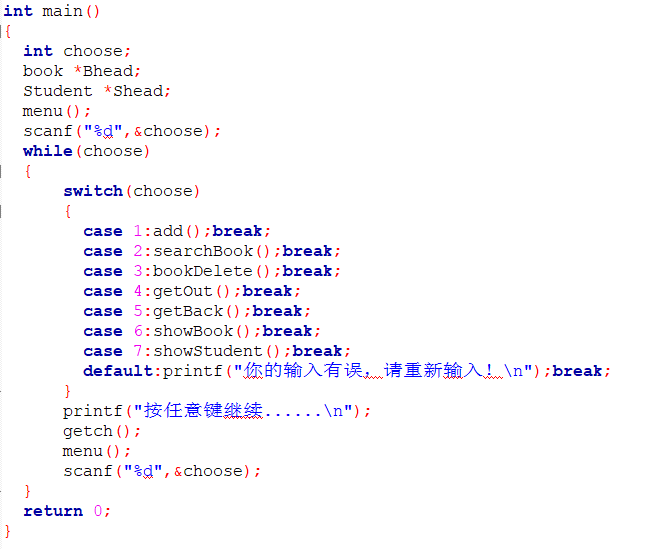 int main()
{
int choose;
book *Bhead;
Student *Shead;
menu();
scanf("%d",&choose);
while(choose)
{
switch(choose)
{
case 1:add();break;
case 2:searchBook();break;
case 3:bookDelete();break;
case 4:getOut();break;
case 5:getBack();break;
case 6:showBook();break;
case 7:showStudent();break;
default:printf("你的输入有误，请重新输入！\n");break;
}
printf("按任意键继续......\n");
getch();
menu();
scanf("%d",&choose);
}
return 0;
}